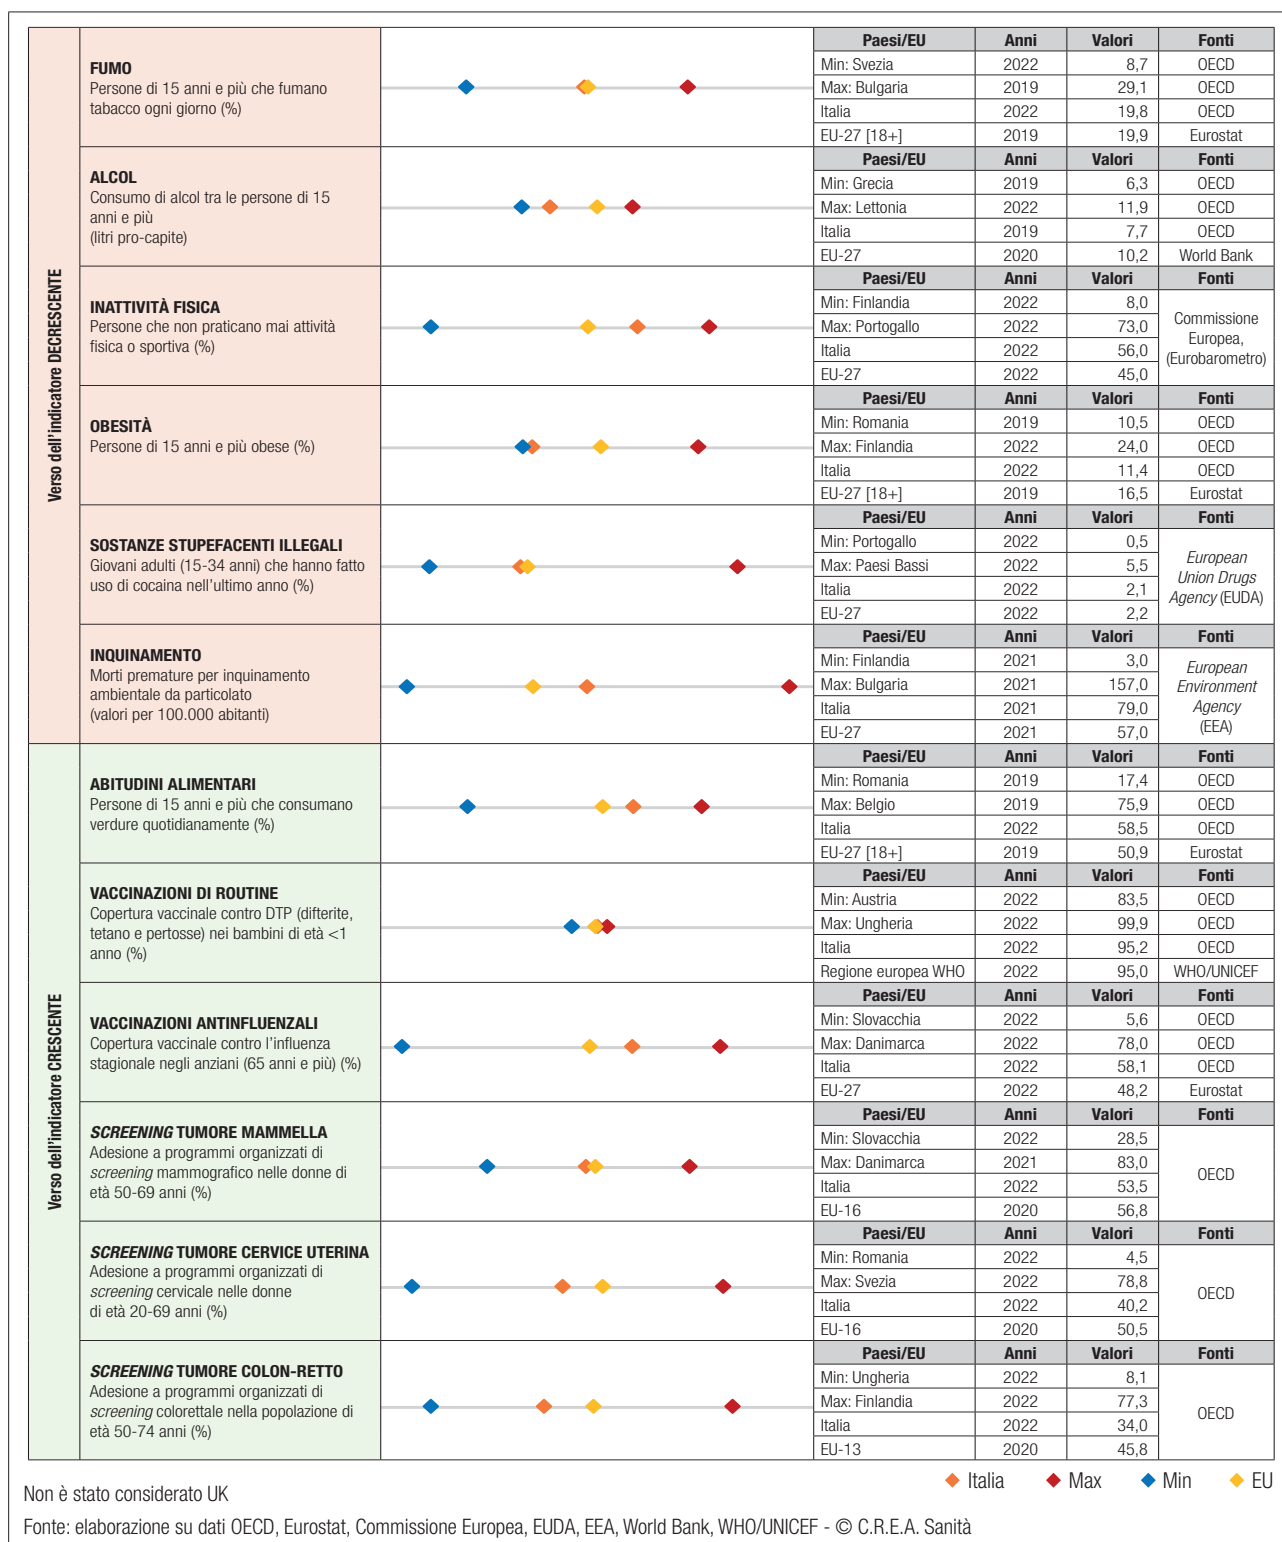 Verso dell'indicatore DECRESCENTE
FUMO
Persone di 15 anni e più che fumano
tabacco ogni giorno (%)
Paesi/EU Anni Valori Fonti
Min: Svezia 2022 8,7 OECD
Max: Bulgaria 2019 29,1 OECD
Italia 2022 19,8 OECD
EU-27 [18+] 2019 19,9 Eurostat
ALCOL
Consumo di alcol tra le persone di 15
anni e più
(litri pro-capite)
Paesi/EU Anni Valori Fonti
Min: Grecia 2019 6,3 OECD
Max: Lettonia 2022 11,9 OECD
Italia 2019 7,7 OECD
EU-27 2020 10,2 World Bank
INATTIVITÀ FISICA
Persone che non praticano mai attività
fisica o sportiva (%)
Paesi/EU Anni Valori Fonti
Min: Finlandia 2022 8,0
Max: Portogallo 2022 73,0
Italia 2022 56,0
EU-27 2022 45,0
Commissione
Europea,
(Eurobarometro)
OBESITÀ
Persone di 15 anni e più obese (%)
Paesi/EU Anni Valori Fonti
Min: Romania 2019 10,5 OECD
Max: Finlandia 2022 24,0 OECD
Italia 2022 11,4 OECD
EU-27 [18+] 2019 16,5 Eurostat
SOSTANZE STUPEFACENTI ILLEGALI
Giovani adulti (15-34 anni) che hanno fatto
uso di cocaina nell'ultimo anno (%)
Paesi/EU Anni Valori Fonti
Min: Portogallo 2022 0,5
Max: Paesi Bassi 2022 5,5
Italia 2022 2,1
EU-27 2022 2,2
European
Union Drugs
Agency (EUDA)
INQUINAMENTO
Morti premature per inquinamento
ambientale da particolato
(valori per 100.000 abitanti)
Paesi/EU Anni Valori Fonti
Min: Finlandia 2021 3,0
Max: Bulgaria 2021 157,0
Italia 2021 79,0
EU-27 2021 57,0
European
Environment
Agency
(EEA)
Verso dell'indicatore CRESCENTE
ABITUDINI ALIMENTARI
Persone di 15 anni e più che consumano
verdure quotidianamente (%)
Paesi/EU Anni Valori Fonti
Min: Romania 2019 17,4 OECD
Max: Belgio 2019 75,9 OECD
Italia 2022 58,5 OECD
EU-27 [18+] 2019 50,9 Eurostat
VACCINAZIONI DI ROUTINE
Copertura vaccinale contro DTP (difterite,
tetano e pertosse) nei bambini di età <1
anno (%)
Paesi/EU Anni Valori Fonti
Min: Austria 2022 83,5 OECD
Max: Ungheria 2022 99,9 OECD
Italia 2022 95,2 OECD
Regione europea WHO 2022 95,0 WHO/UNICEF
VACCINAZIONI ANTINFLUENZALI
Copertura vaccinale contro l'influenza
stagionale negli anziani (65 anni e più) (%)
Paesi/EU Anni Valori Fonti
Min: Slovacchia 2022 5,6 OECD
Max: Danimarca 2022 78,0 OECD
Italia 2022 58,1 OECD
EU-27 2022 48,2 Eurostat
SCREENING TUMORE MAMMELLA
Adesione a programmi organizzati di
screening mammografico nelle donne di
età 50-69 anni (%)
Paesi/EU Anni Valori Fonti
Min: Slovacchia 2022 28,5
Max: Danimarca 2021 83,0
Italia 2022 53,5
EU-16 2020 56,8
OECD
SCREENING TUMORE CERVICE UTERINA
Adesione a programmi organizzati di
screening cervicale nelle donne
di età 20-69 anni (%)
Paesi/EU Anni Valori Fonti
Min: Romania 2022 4,5
Max: Svezia 2022 78,8
Italia 2022 40,2
EU-16 2020 50,5
OECD
SCREENING TUMORE COLON-RETTO
Adesione a programmi organizzati di
screening colorettale nella popolazione di
età 50-74 anni (%)
Paesi/EU Anni Valori Fonti
Min: Ungheria 2022 8,1
Max: Finlandia 2022 77,3
Italia 2022 34,0
EU-13 2020 45,8
OECD
Italia Max Min EU
Non è stato considerato UK
Fonte: elaborazione su dati OECD, Eurostat, Commissione Europea, EUDA, EEA, World Bank, WHO/UNICEF - © C.R.E.A. Sanità